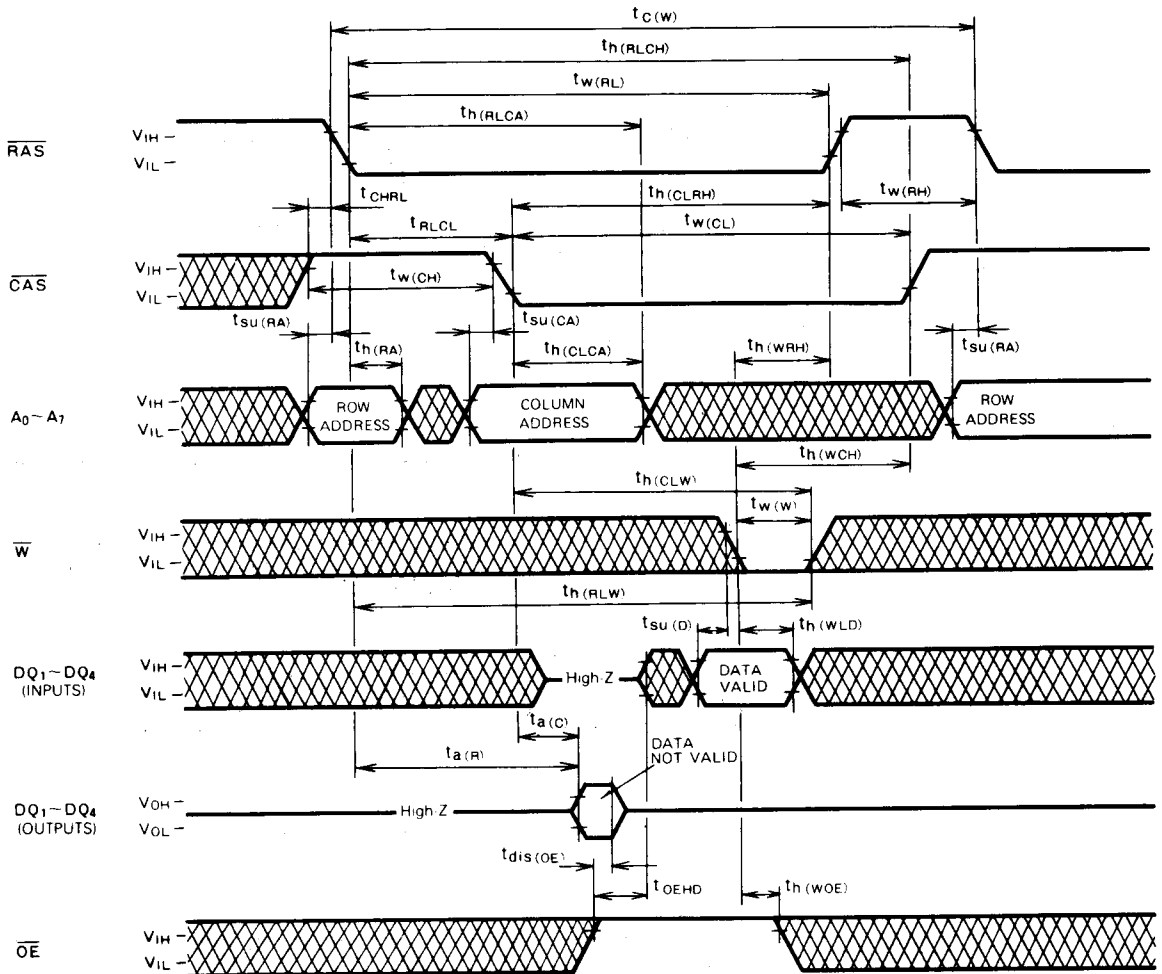 tC(W)
th(RLCH)
tW(RL)
th(RLCA)
RAS
VIH
VIL
tCHRL
th(CLRH)
tW(RH)
tRLCL
tW(CL)
CAS
VIH
VIL
tW(CH)
tSU(RA)
tSU(CA)
th(RA)
th(CLCA)
th(WRH)
tSU(RA)
A0~A7
VIH
VIL
ROW ADDRESS
COLUMN ADDRESS
ROW ADDRESS
th(WCH)
th(CLW)
tW(W)
W
VIH
VIL
th(RLW)
tSU(D)
th(WLD)
DQ1~DQ4
(INPUTS)
VIH
VIL
High-Z
DATA VALID
ta(C)
ta(R)
DATA
NOT VALID
DQ1~DQ4
(OUTPUTS)
VOH
VOL
High-Z
tdis(OE)
tOEHD
th(WOE)
OE
VIH
VIL